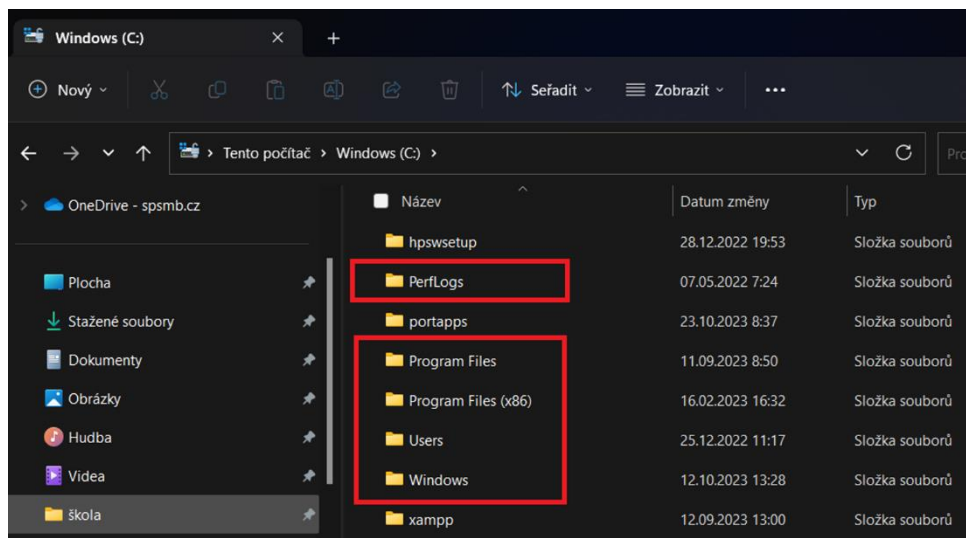 Windows (C:)
Nový
Seřadit
Zobrazit
Tento počítač
Windows (C:)
OneDrive - spsmb.cz
Název
Datum změny
Typ
hpswsetup
28.12.2022 19:53
Složka souborů
Plocha
PerfLogs
07.05.2022 7:24
Složka souborů
Stažené soubory
portapps
23.10.2023 8:37
Složka souborů
Dokumenty
Program Files
11.09.2023 8:50
Složka souborů
Obrázky
Program Files (x86)
16.02.2023 16:32
Složka souborů
Hudba
Users
25.12.2022 11:17
Složka souborů
Videa
Windows
12.10.2023 13:28
Složka souborů
škola
xampp
12.09.2023 13:00
Složka souborů